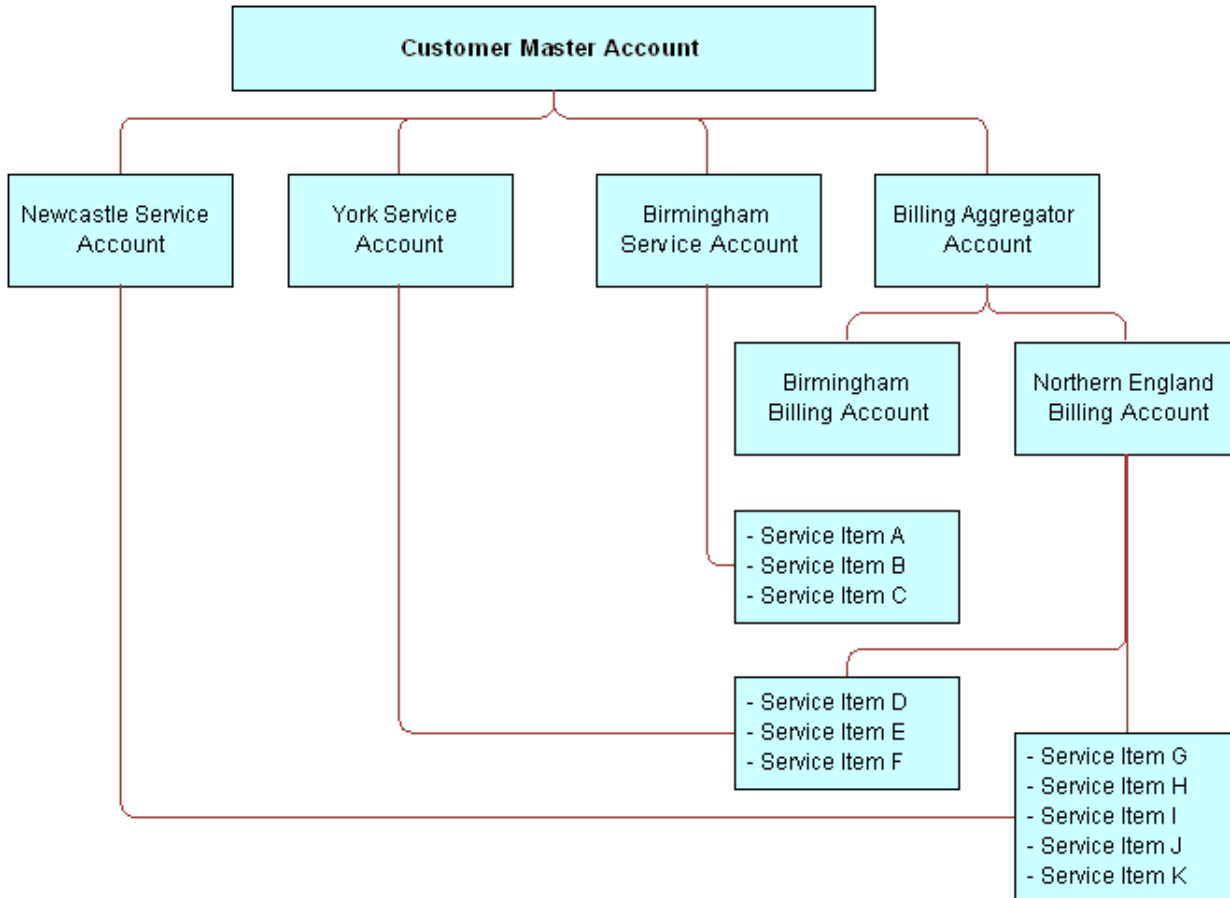 Customer Master Account
Newcastle Service
Account
York Service
Account
Birmingham
Service Account
Billing Aggregator
Account
Birmingham
Billing Account
Northern England
Billing Account
- Service Item A
- Service Item B
- Service Item C
- Service Item D
- Service Item E
- Service Item F
- Service Item G
- Service Item H
- Service Item I
- Service Item J
- Service Item K